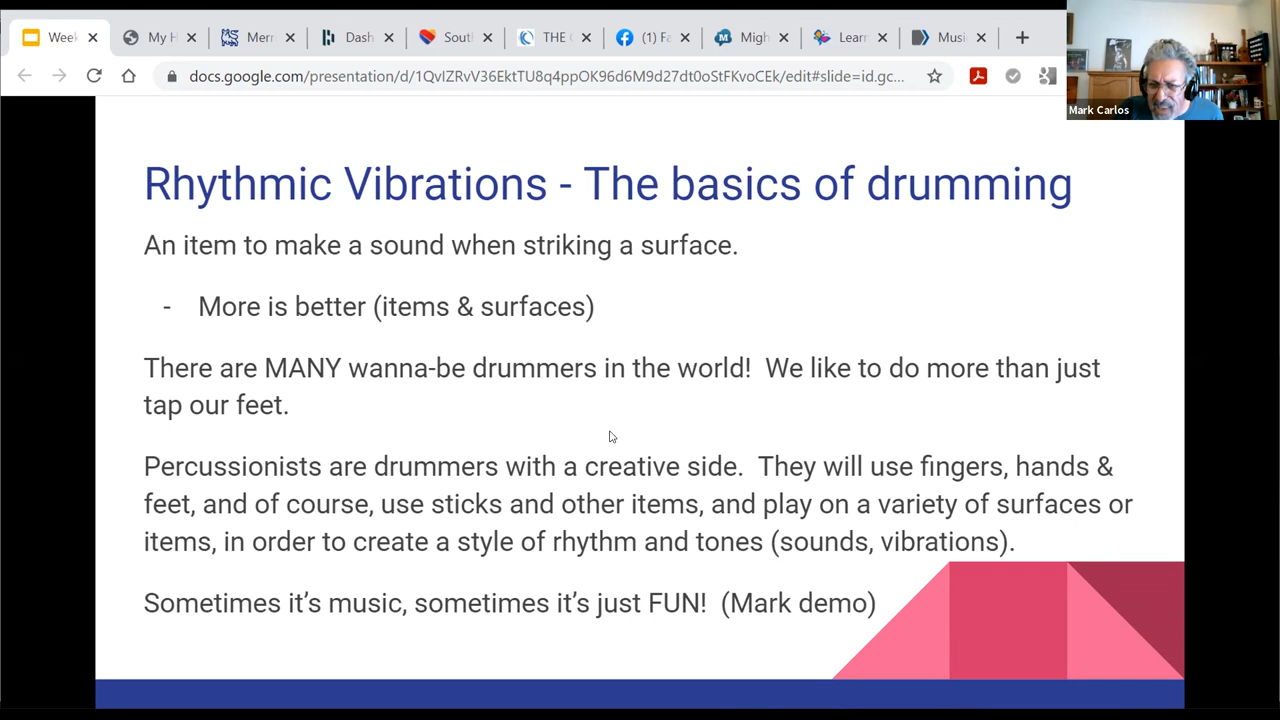 Week
My H
Merr
Dash
Sout
THE C
(1) Fa
Migh
Learn
Music
docs.google.com/presentation/d/1QvIZRvV36EktTU8q4ppOK96d6M9d27dt0oStFKvoCEk/edit#slide=id.gc...
Mark Carlos
Rhythmic Vibrations - The basics of drumming
An item to make a sound when striking a surface.
- More is better (items & surfaces)
There are MANY wanna-be drummers in the world! We like to do more than just
tap our feet.
Percussionists are drummers with a creative side. They will use fingers, hands &
feet, and of course, use sticks and other items, and play on a variety of surfaces or
items, in order to create a style of rhythm and tones (sounds, vibrations).
Sometimes it’s music, sometimes it’s just FUN! (Mark demo)